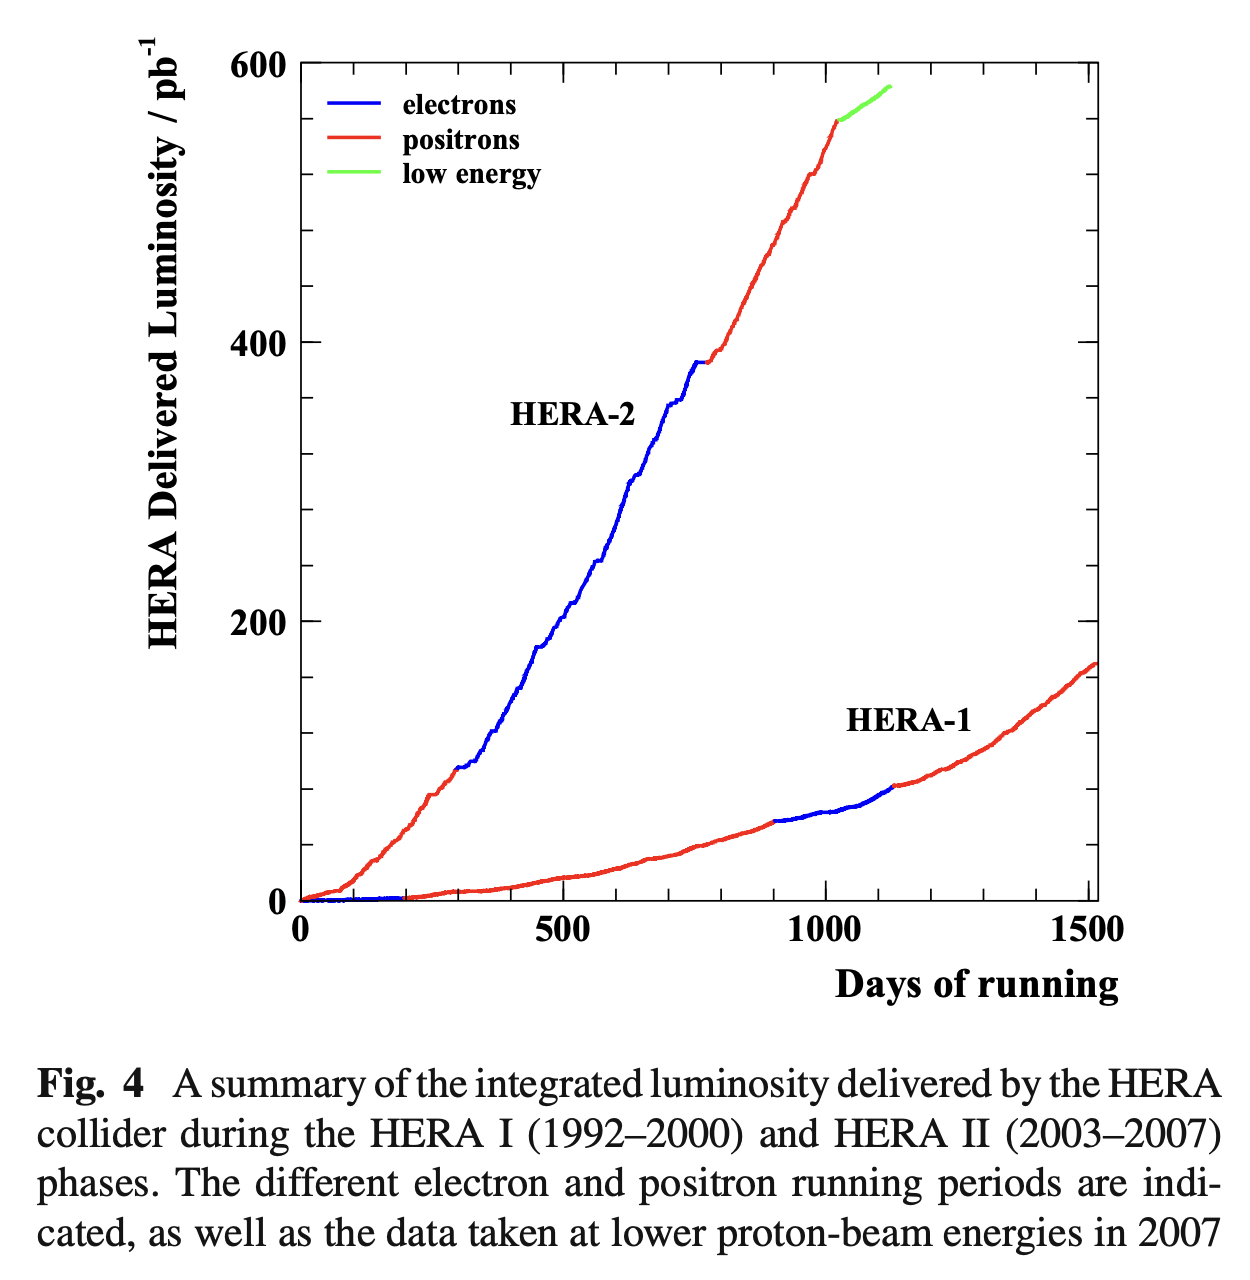 HERA Delivered Luminosity / pb⁻¹
600
400
200
0
electrons
positrons
low energy
HERA-2
HERA-1
0 500 1000 1500
Days of running
Fig. 4 A summary of the integrated luminosity delivered by the HERA
collider during the HERA I (1992–2000) and HERA II (2003–2007)
phases. The different electron and positron running periods are indi-
cated, as well as the data taken at lower proton-beam energies in 2007